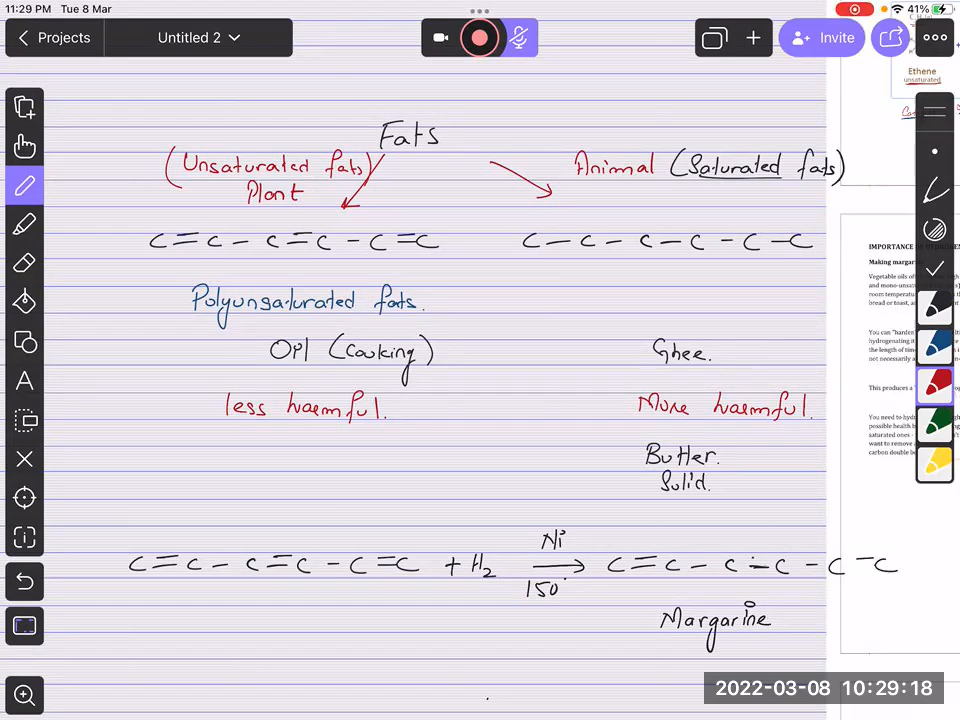 11:29 PM Tue 8 Mar
41%
Projects
Untitled 2
Invite
Ethene
unsaturated
Fats
(Unsaturated fats)
Plant
Animal (Saturated fats)
C = C - C = C - C = C
C - C - C - C - C - C
Polyunsaturated fats.
Oil (Cooking)
Ghee.
less harmful.
More harmful.
Butter.
Solid.
C = C - C = C - C = C + H2
Ni
150°
Margarine
Making margar
Vegetable oils of
and mono-unsa
room temperatu
bread or toast,
You can "harden
hydrogenating it
the length of tim
not necessarily a
This produces a
You need to hyd
possible health b
saturated ones -
want to remove
carbon double b
2022-03-08 10:29:18